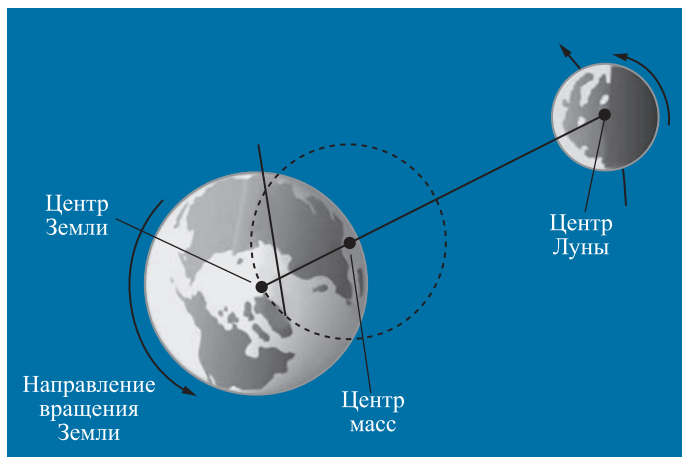 Центр
Земли
Центр
Луны
Направление
вращения
Земли
Центр
масс